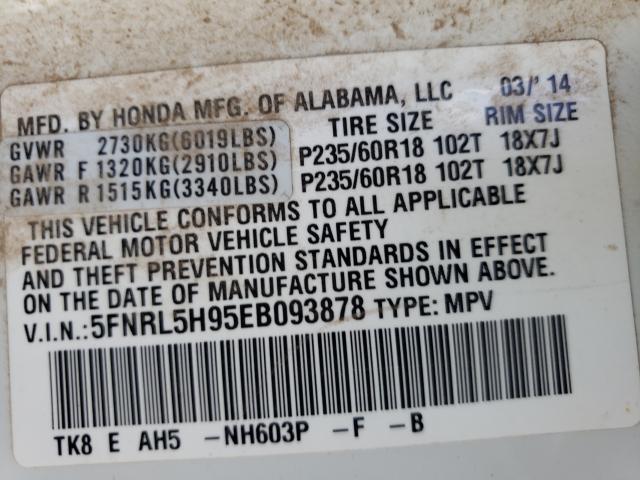 MFD. BY HONDA MFG. OF ALABAMA, LLC 03/'14
GVWR 2730KG(6019LBS) TIRE SIZE RIM SIZE
GAWR F 1320KG(2910LBS) P235/60R18 102T 18X7J
GAWR R 1515KG(3340LBS) P235/60R18 102T 18X7J
THIS VEHICLE CONFORMS TO ALL APPLICABLE
FEDERAL MOTOR VEHICLE SAFETY
AND THEFT PREVENTION STANDARDS IN EFFECT
ON THE DATE OF MANUFACTURE SHOWN ABOVE.
V.I.N.:5FNRL5H95EB093878 TYPE: MPV
TK8 E AH5 -NH603P -F -B